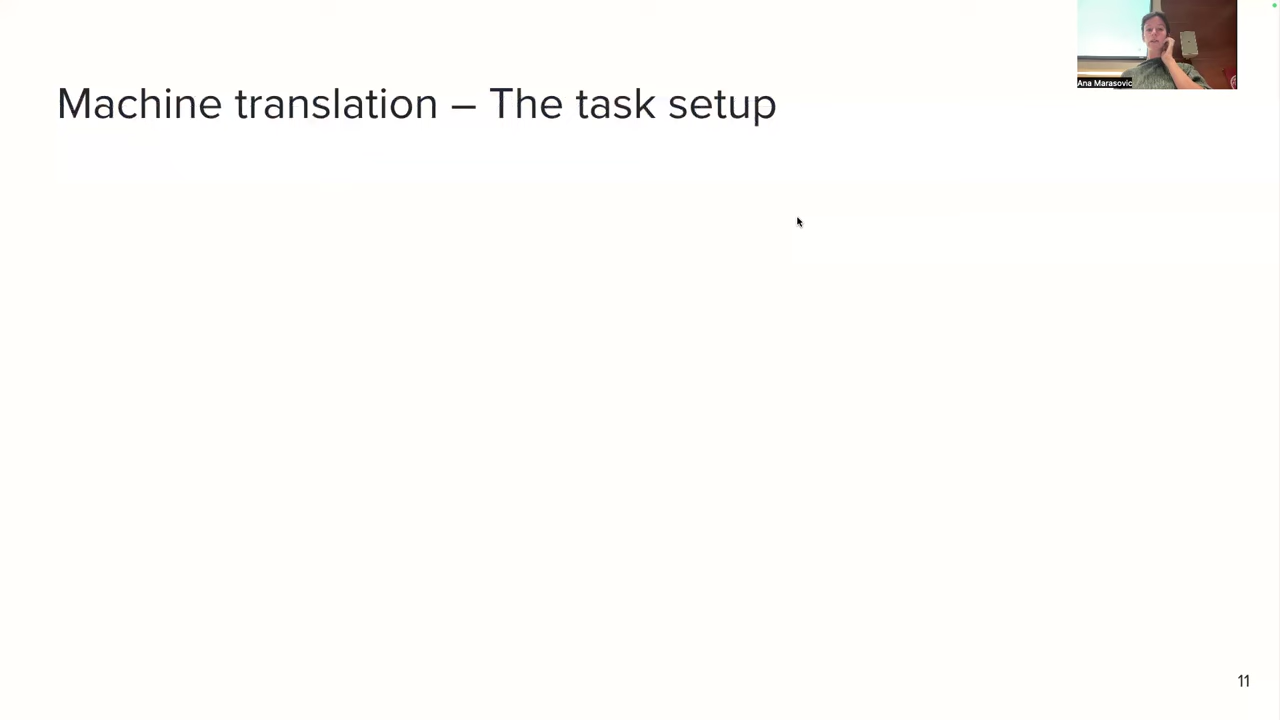 Ana Marasovic
Machine translation – The task setup
11